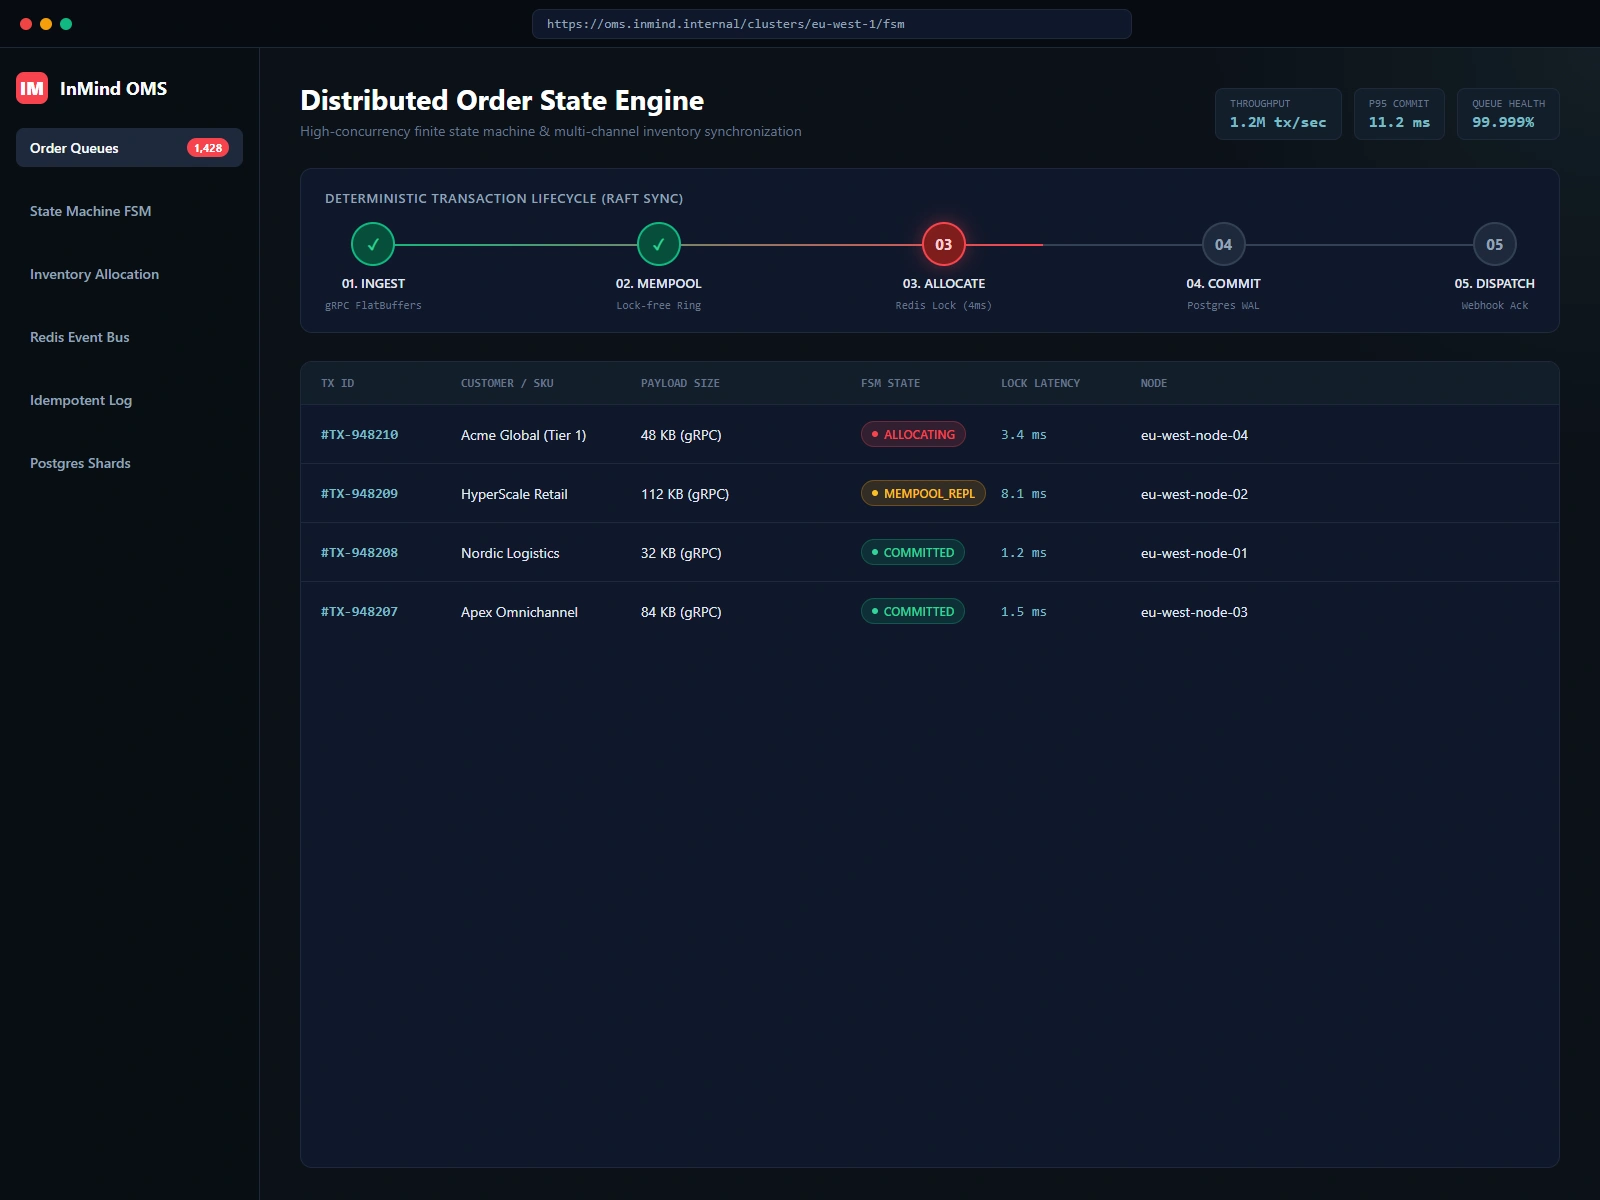 https://oms.inmind.internal/clusters/eu-west-1/fsm
IM InMind OMS
Order Queues 1,428
State Machine FSM
Inventory Allocation
Redis Event Bus
Idempotent Log
Postgres Shards
Distributed Order State Engine
High-concurrency finite state machine & multi-channel inventory synchronization
THROUGHPUT
1.2M tx/sec
P95 COMMIT
11.2 ms
QUEUE HEALTH
99.999%
DETERMINISTIC TRANSACTION LIFECYCLE (RAFT SYNC)
✓ ✓ 03 04 05
01. INGEST 02. MEMPOOL 03. ALLOCATE 04. COMMIT 05. DISPATCH
gRPC FlatBuffers Lock-free Ring Redis Lock (4ms) Postgres WAL Webhook Ack
TX ID CUSTOMER / SKU PAYLOAD SIZE FSM STATE LOCK LATENCY NODE
#TX-948210 Acme Global (Tier 1) 48 KB (gRPC) ALLOCATING 3.4 ms eu-west-node-04
#TX-948209 HyperScale Retail 112 KB (gRPC) MEMPOOL_REPL 8.1 ms eu-west-node-02
#TX-948208 Nordic Logistics 32 KB (gRPC) COMMITTED 1.2 ms eu-west-node-01
#TX-948207 Apex Omnichannel 84 KB (gRPC) COMMITTED 1.5 ms eu-west-node-03